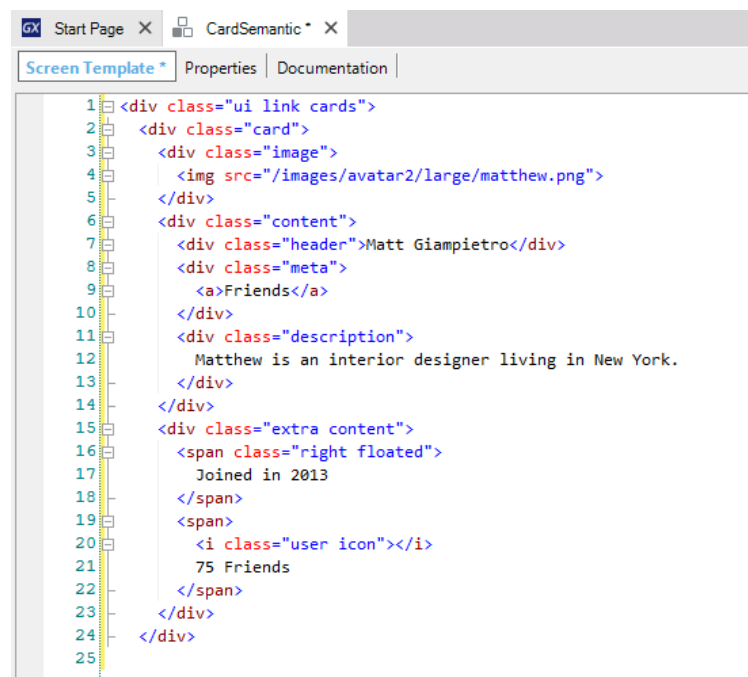 GX Start Page CardSemantic *
Screen Template * Properties Documentation
1 <div class="ui link cards">
2 <div class="card">
3 <div class="image">
4 <img src="/images/avatar2/large/matthew.png">
5 </div>
6 <div class="content">
7 <div class="header">Matt Giampietro</div>
8 <div class="meta">
9 <a>Friends</a>
10 </div>
11 <div class="description">
12 Matthew is an interior designer living in New York.
13 </div>
14 </div>
15 <div class="extra content">
16 <span class="right floated">
17 Joined in 2013
18 </span>
19 <span>
20 <i class="user icon"></i>
21 75 Friends
22 </span>
23 </div>
24 </div>
25